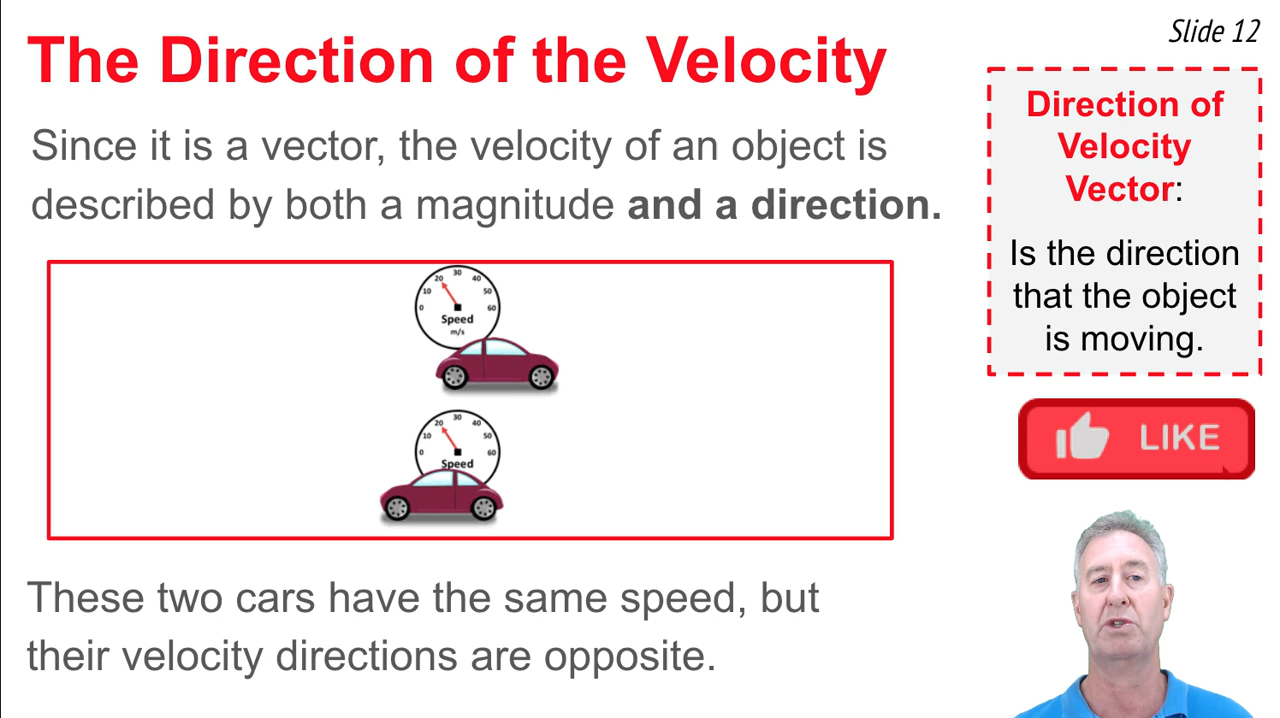 Slide 12
The Direction of the Velocity
Since it is a vector, the velocity of an object is
described by both a magnitude and a direction.
0 10 20 30 40 50 60
Speed
m/s
0 10 20 30 40 50 60
Speed
These two cars have the same speed, but
their velocity directions are opposite.
Direction of
Velocity
Vector:
Is the direction
that the object
is moving.
LIKE